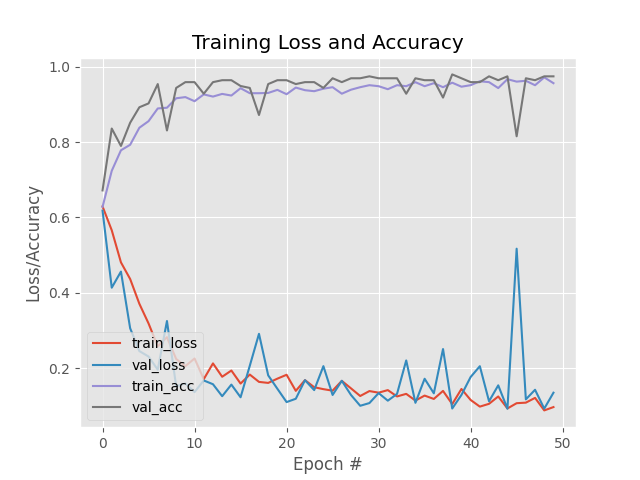 Training Loss and Accuracy
1.0
0.8
0.6
0.4
0.2
Loss/Accuracy
train_loss
val_loss
train_acc
val_acc
0
10
20
30
40
50
Epoch #